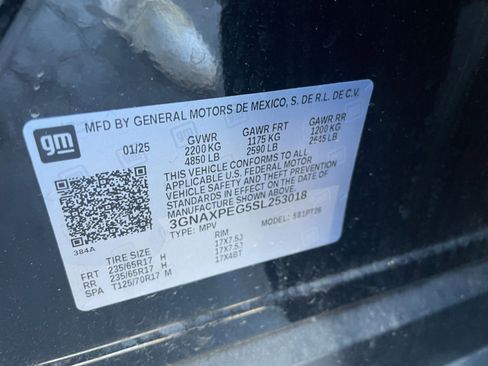 gm
MFD BY GENERAL MOTORS DE MEXICO, S. DE R.L. DE C.V.
01/25 GVWR GAWR FRT GAWR RR
2200 KG 1175 KG 1200 KG
4850 LB 2590 LB 2645 LB
THIS VEHICLE CONFORMS TO ALL
APPLICABLE U.S. FEDERAL MOTOR
VEHICLE SAFETY AND THEFT PREVENTION
STANDARDS IN EFFECT ON THE DATE OF
MANUFACTURE SHOWN ABOVE.
3GNAXPEG5SL253018
TYPE: MPV MODEL: 581PT26
384A
TIRE SIZE RIM
FRT 235/65R17 H 17X7.5J
RR 235/65R17 H 17X7.5J
SPA T125/70R17 M 17X4BT